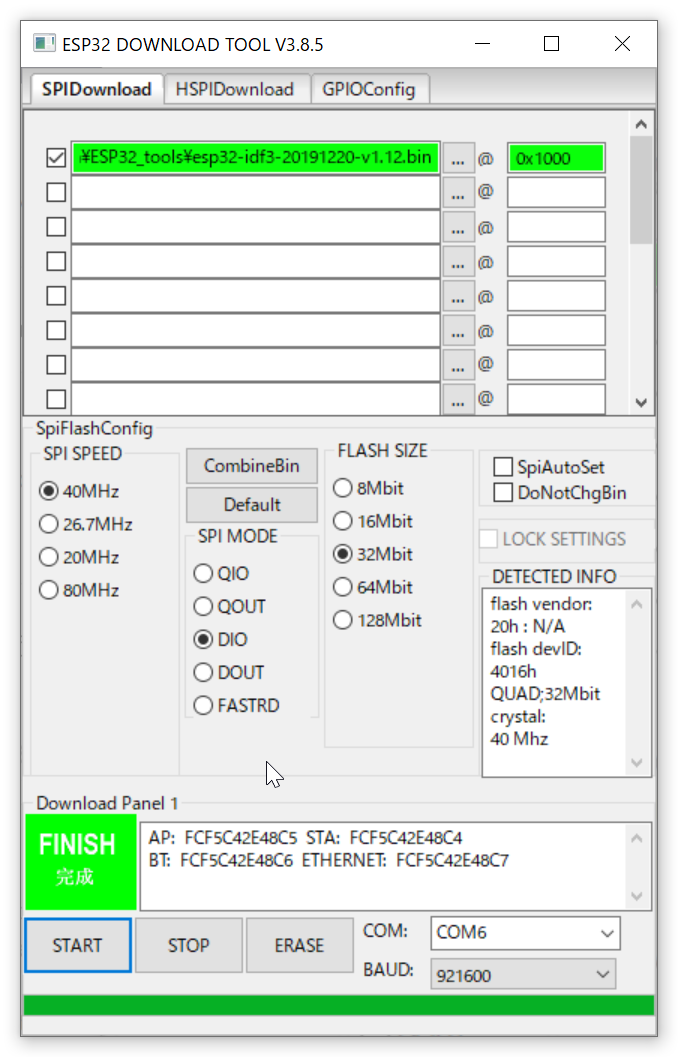 ESP32 DOWNLOAD TOOL V3.8.5
SPIDownload HSPIDownload GPIOConfig
¥ESP32_tools¥esp32-idf3-20191220-v1.12.bin ... @ 0x1000
... @
... @
... @
... @
... @
... @
... @
SpiFlashConfig
SPI SPEED
40MHz
26.7MHz
20MHz
80MHz
CombineBin
Default
SPI MODE
QIO
QOUT
DIO
DOUT
FASTRD
FLASH SIZE
8Mbit
16Mbit
32Mbit
64Mbit
128Mbit
SpiAutoSet
DoNotChgBin
LOCK SETTINGS
DETECTED INFO
flash vendor:
20h : N/A
flash devID:
4016h
QUAD;32Mbit
crystal:
40 Mhz
Download Panel 1
FINISH
完成
AP: FCF5C42E48C5 STA: FCF5C42E48C4
BT: FCF5C42E48C6 ETHERNET: FCF5C42E48C7
START STOP ERASE
COM: COM6
BAUD: 921600